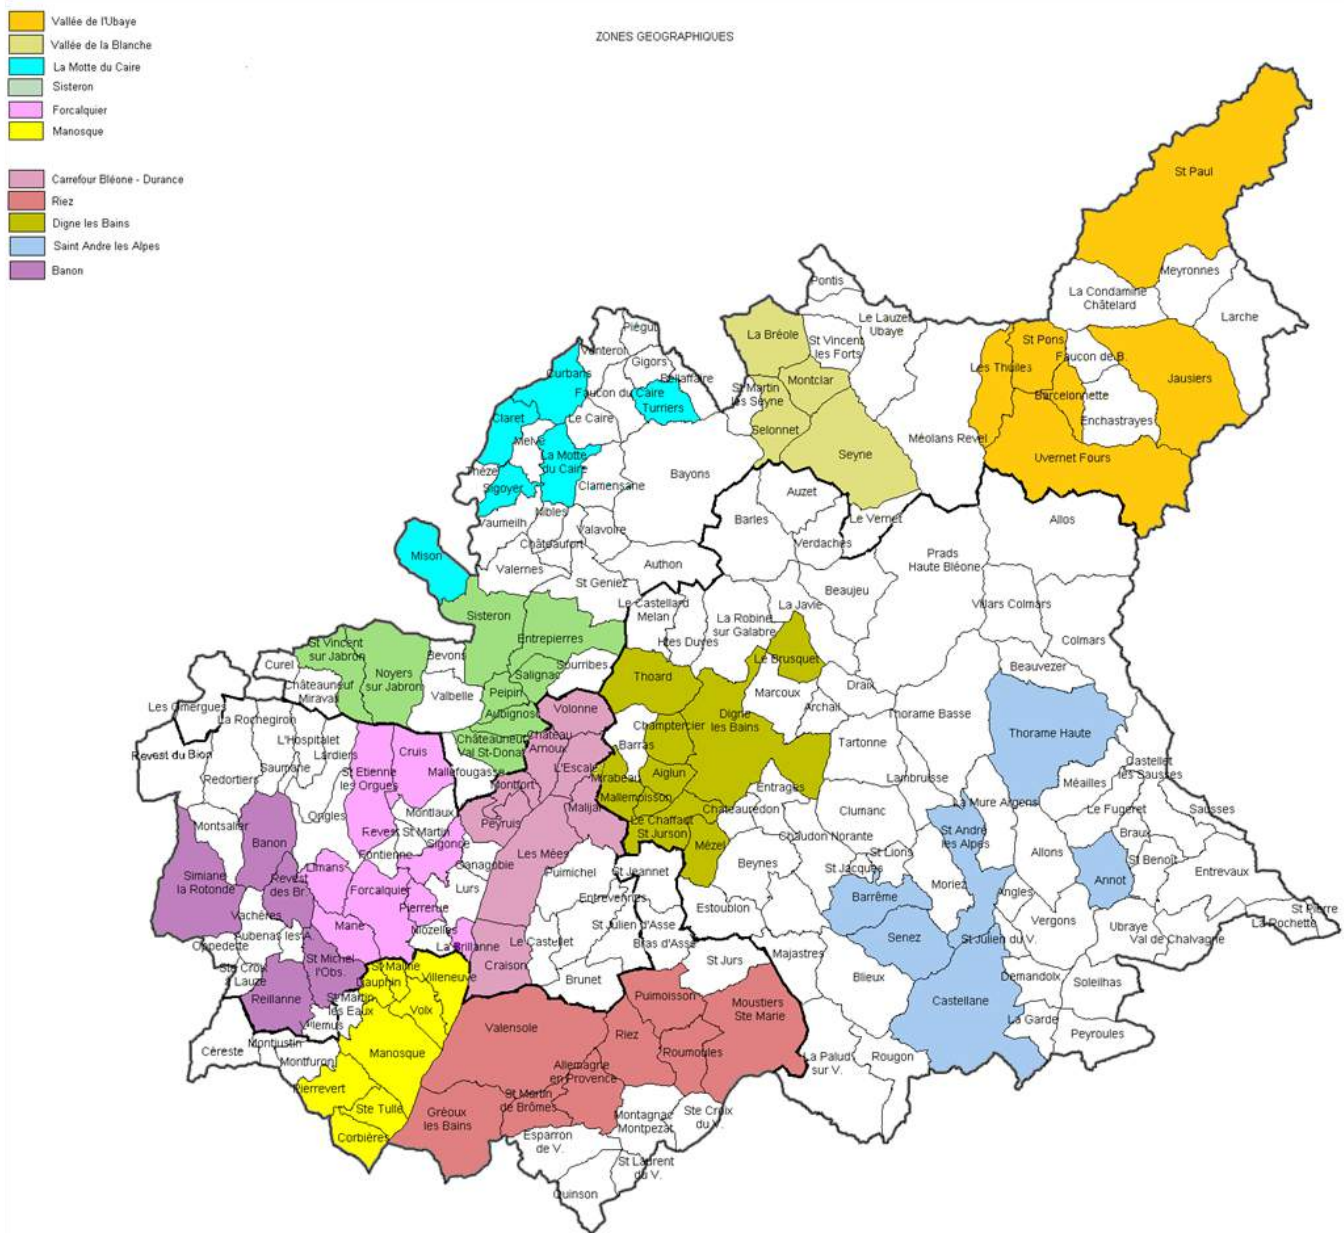 ZONES GEOGRAPHIQUES
Vallée de l'Ubaye
Vallée de la Blanche
La Motte du Caire
Sisteron
Forcalquier
Manosque
Carrefour Bléone - Durance
Riez
Digne les Bains
Saint Andre les Alpes
Banon
St Paul
Meyronnes
La Condamine
Châtelard
Larche
Pontis
Le Lauzet
Ubaye
La Bréole
St Vincent
les Forts
St Pons
Faucon de B.
Les Thuiles
Jausiers
Barcelonnette
Enchastrayes
Uvernet Fours
Méolans Revel
Montclar
St Martin
les Seyne
Selonnet
Seyne
Piégut
Venterol
Gigors
Bellaffaire
Curbans
Faucon du Caire
Turriers
Claret
Le Caire
Melve
La Motte
du Caire
Thèze
Sigoyer
Clamensane
Bayons
Nibles
Vaumeilh
Valavoire
Châteaufort
Valernes
Authon
St Geniez
Mison
Auzet
Barles
Le Vernet
Verdaches
Allos
Prads
Haute Bléone
Beaujeu
La Javie
Villars Colmars
Colmars
Beauvezer
Le Castellard
Melan
La Robine
sur Galabre
Htes Duyes
Le Brusquet
Sisteron
Entrepierres
St Vincent
sur Jabron
Noyers
sur Jabron
Bevons
Curel
Châteauneuf
Miravail
Valbelle
Salignac
Sourribes
Peipin
Aubignosc
Châteauneuf
Val St-Donat
Les Omergues
La Rochegiron
Revest du Bion
L'Hospitalet
Lardiers
Saumane
Redortiers
St Etienne
les Orgues
Cruis
Mallefougasse
Montlaux
Ongles
Revest St Martin
Fontienne
Sigonce
Montsalier
Banon
Simiane
la Rotonde
Revest
des Br.
Limans
Forcalquier
Pierrerue
Niozelles
La Brillanne
Mane
Vachères
Aubenas les A.
Oppedette
Ste Croix
à Lauze
St Michel
l'Obs.
Reillanne
St Martin
les Eaux
Villemus
Céreste
Montjustin
Montfuron
St Maime
Dauphin
Villeneuve
Volx
Manosque
Pierrevert
Ste Tulle
Corbières
Volonne
Château
Arnoux
L'Escale
Montfort
Peyruis
Malijai
Ganagobie
Les Mées
Lurs
Puimichel
Entrevennes
St Jeannet
St Julien d'Asse
Le Castellet
Bras d'Asse
Craison
Brunet
Thoard
Champtercier
Digne
les Bains
Marcoux
Archail
Draix
Barras
Mirabeau
Aiglun
Mallemoisson
Le Chaffaut
St Jurson
Mézel
Châteauredon
Entrages
Chaudon Norante
Beynes
Estoublon
St Jurs
Majastres
Thorame Basse
Thorame Haute
Tartonne
Lambruisse
Clumanc
La Mure Argens
Méailles
Castellet
les Sausses
Le Fugeret
Sausses
Braux
St Benoît
Entrevaux
Annot
St Pierre
La Rochette
Ubraye
Val de Chalvagne
St André
les Alpes
Allons
Angles
Vergons
Moriez
St Lions
St Jacques
Barrême
Senez
St Julien du V.
Blieux
Castellane
Demandolx
Soleilhas
La Garde
Peyroules
Rougon
La Palud
sur V.
Valensole
Puimoisson
Moustiers
Ste Marie
Riez
Roumoules
Allemagne
en Provence
St Martin
de Brômes
Gréoux
les Bains
Esparron
de V.
Montagnac
Montpezat
Ste Croix
du V.
St Laurent
du V.
Quinson